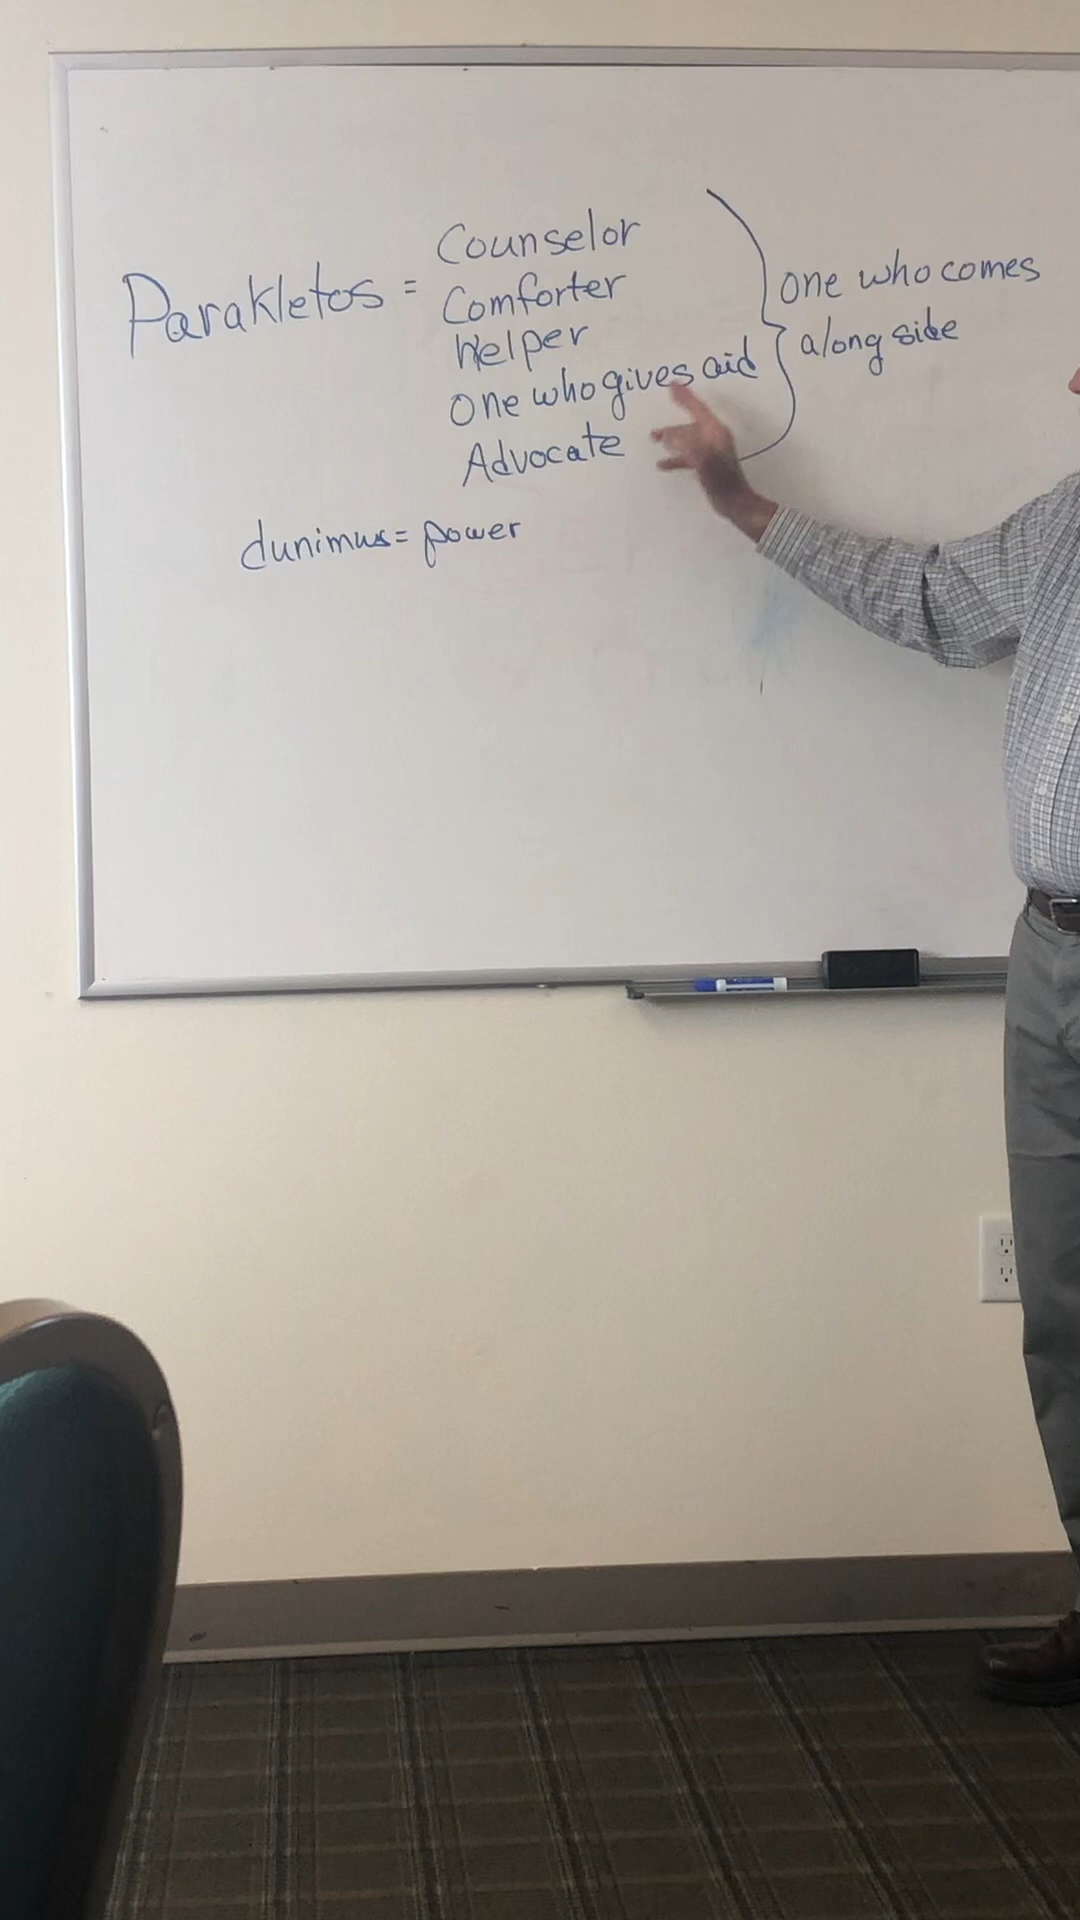 Counselor
Parakletos = Comforter
Helper
One who gives aid
Advocate
one who comes
along side
dunimus = power